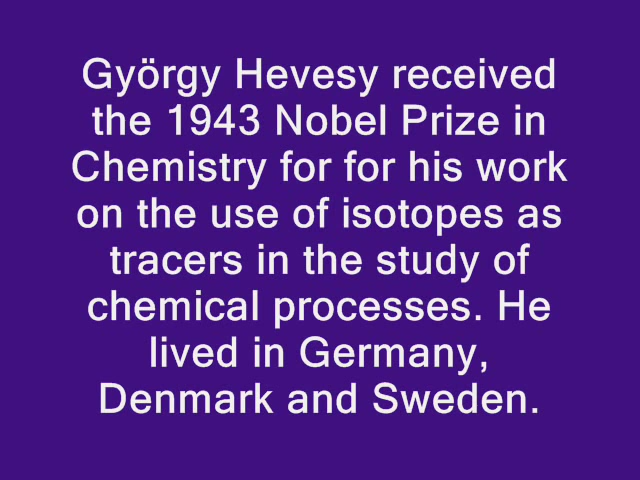 György Hevesy received
the 1943 Nobel Prize in
Chemistry for for his work
on the use of isotopes as
tracers in the study of
chemical processes. He
lived in Germany,
Denmark and Sweden.